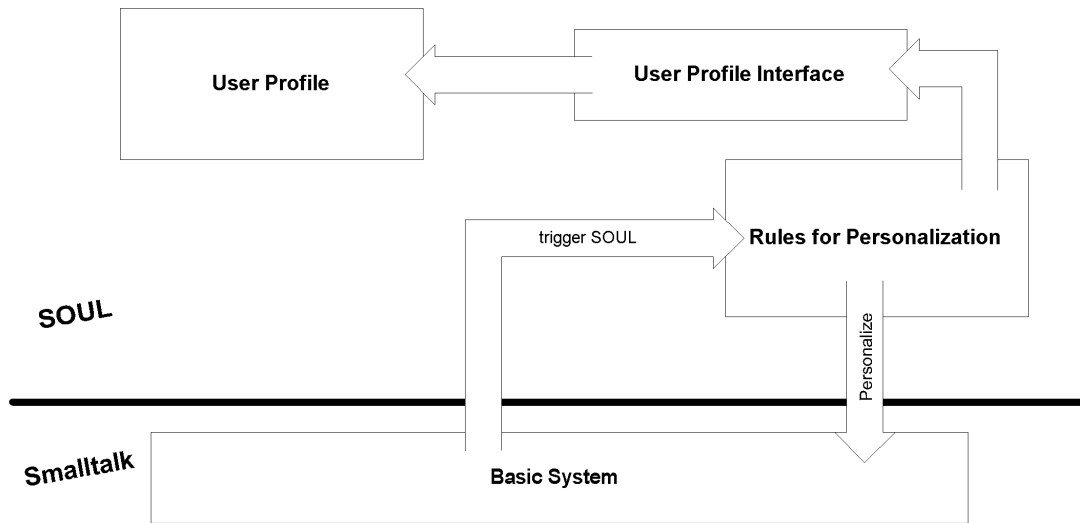 User Profile
User Profile Interface
trigger SOUL
Rules for Personalization
SOUL
Personalize
Smalltalk
Basic System